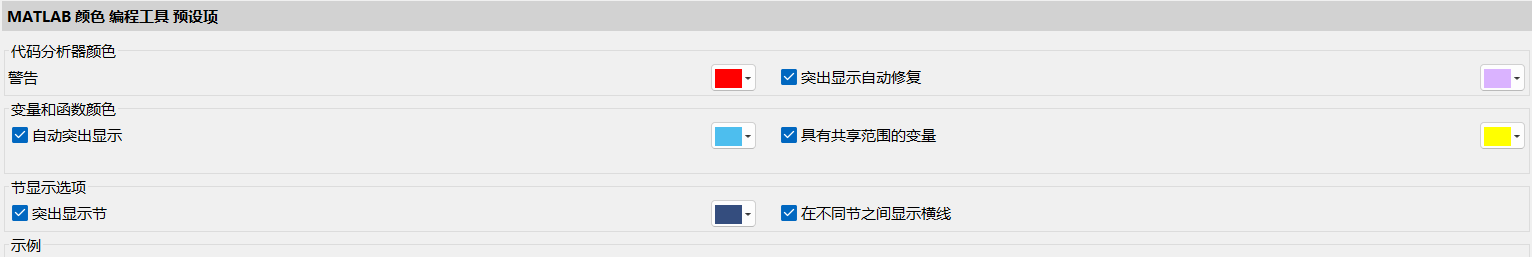 MATLAB 颜色 编程工具 预设项
代码分析器颜色
警告
突出显示自动修复
变量和函数颜色
自动突出显示
具有共享范围的变量
节显示选项
突出显示节
在不同节之间显示横线
示例